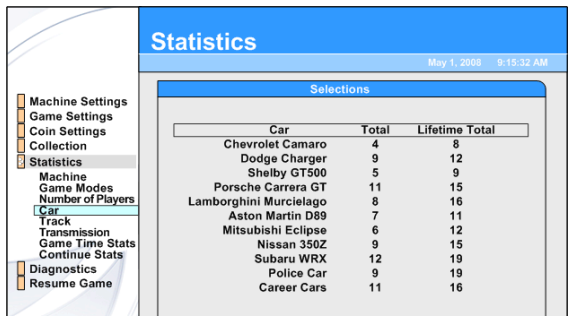 Statistics
May 1, 2008 9:15:32 AM
Machine Settings
Game Settings
Coin Settings
Collection
Statistics
Machine
Game Modes
Number of Players
Car
Track
Transmission
Game Time Stats
Continue Stats
Diagnostics
Resume Game
Selections
Car Total Lifetime Total
Chevrolet Camaro 4 8
Dodge Charger 9 12
Shelby GT500 5 9
Porsche Carrera GT 11 15
Lamborghini Murcielago 8 16
Aston Martin D89 7 11
Mitsubishi Eclipse 6 12
Nissan 350Z 9 15
Subaru WRX 12 19
Police Car 9 19
Career Cars 11 16